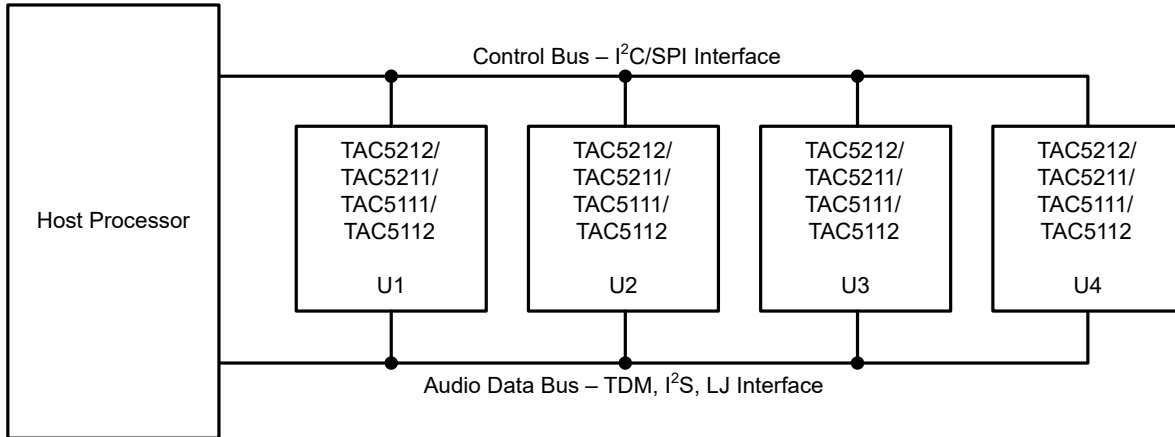 Control Bus – I²C/SPI Interface
Host Processor
TAC5212/
TAC5211/
TAC5111/
TAC5112
U1
TAC5212/
TAC5211/
TAC5111/
TAC5112
U2
TAC5212/
TAC5211/
TAC5111/
TAC5112
U3
TAC5212/
TAC5211/
TAC5111/
TAC5112
U4
Audio Data Bus – TDM, I²S, LJ Interface